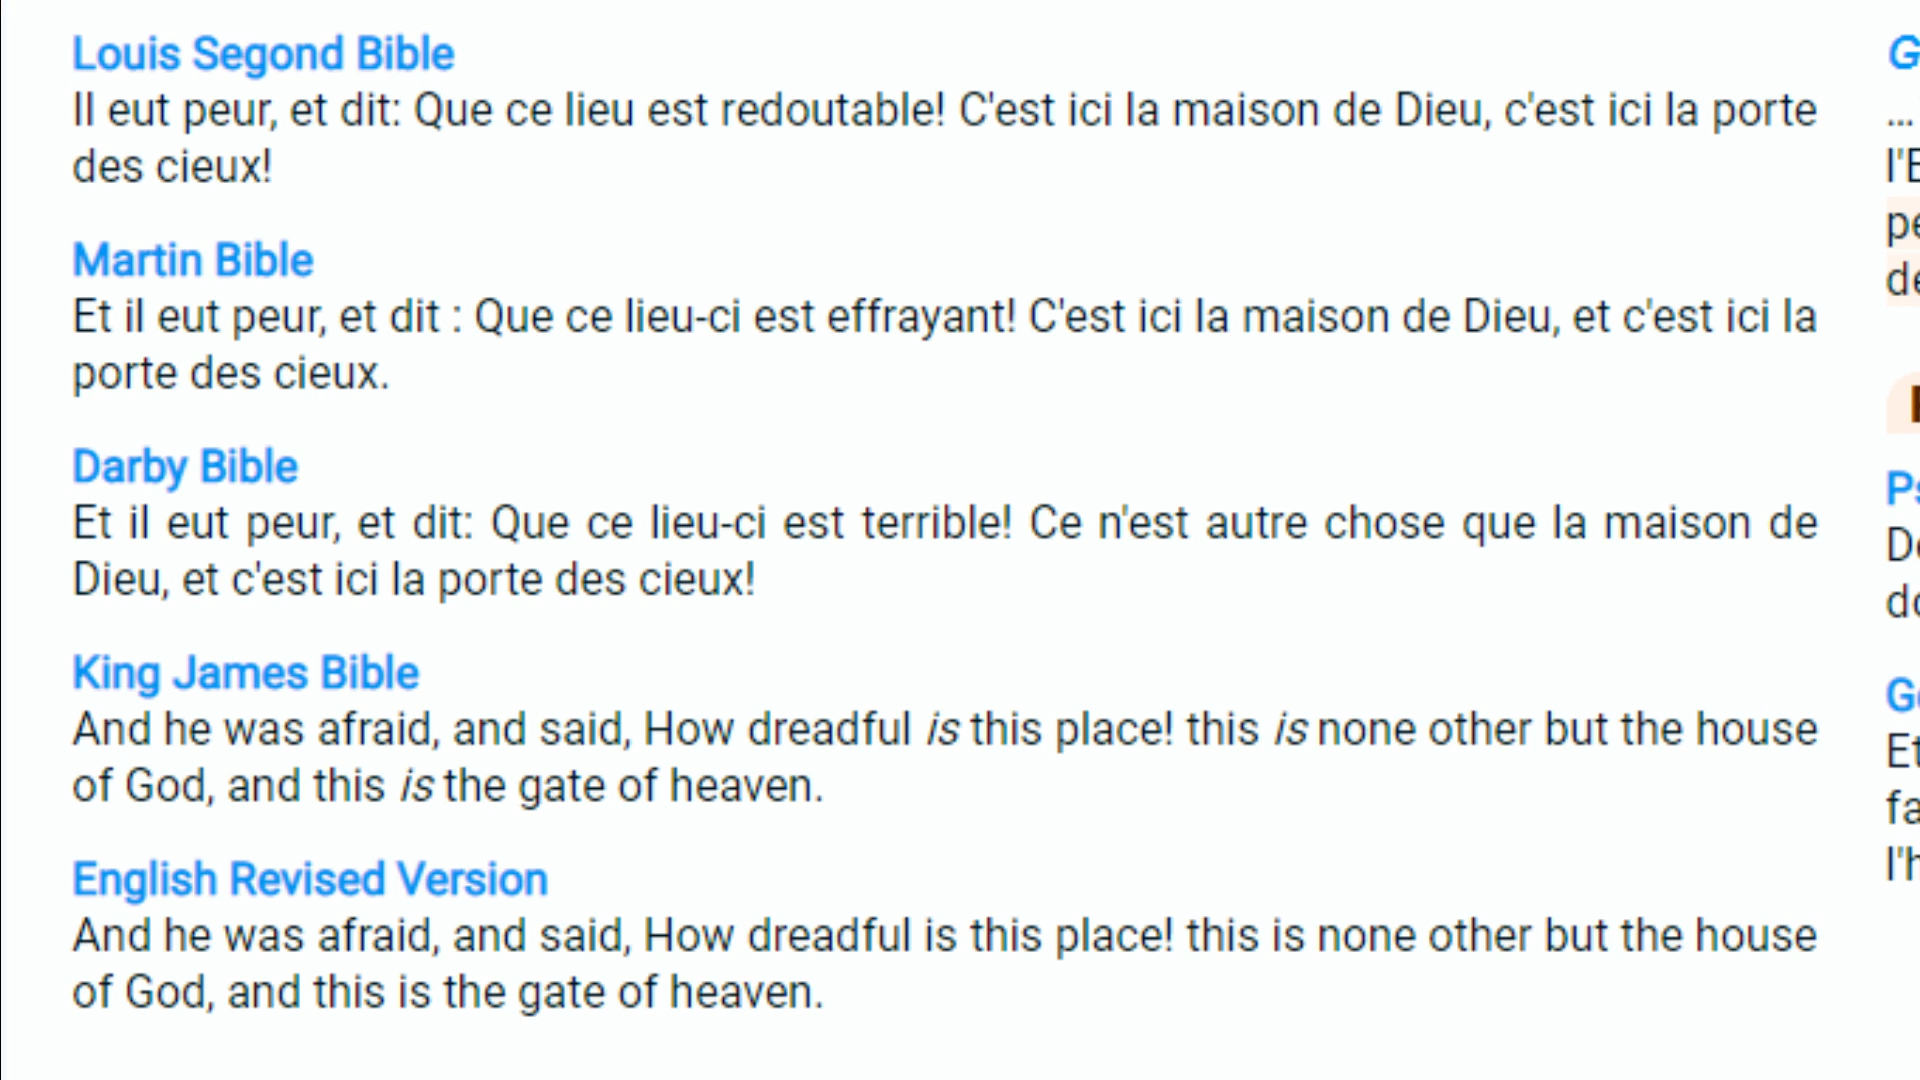 Louis Segond Bible
Il eut peur, et dit: Que ce lieu est redoutable! C'est ici la maison de Dieu, c'est ici la porte
des cieux!
Martin Bible
Et il eut peur, et dit : Que ce lieu-ci est effrayant! C'est ici la maison de Dieu, et c'est ici la
porte des cieux.
Darby Bible
Et il eut peur, et dit: Que ce lieu-ci est terrible! Ce n'est autre chose que la maison de
Dieu, et c'est ici la porte des cieux!
King James Bible
And he was afraid, and said, How dreadful is this place! this is none other but the house
of God, and this is the gate of heaven.
English Revised Version
And he was afraid, and said, How dreadful is this place! this is none other but the house
of God, and this is the gate of heaven.